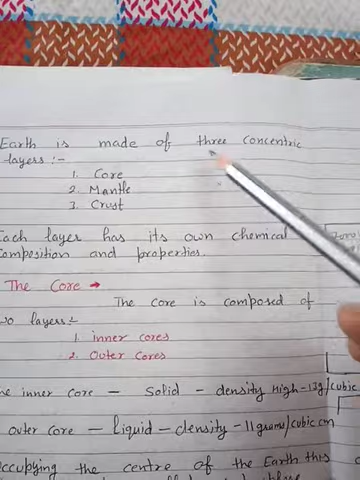 Earth is made of three concentric
layers :-
1. Core
2. Mantle
3. Crust
Each layer has its own chemical
composition and properties.
The Core →
The core is composed of
two layers :-
1. inner cores
2. Outer Cores
The inner core - Solid - density High - 13g/cubic
outer core - liquid - density - 11 grams/cubic cm
occupying the centre of the Earth this